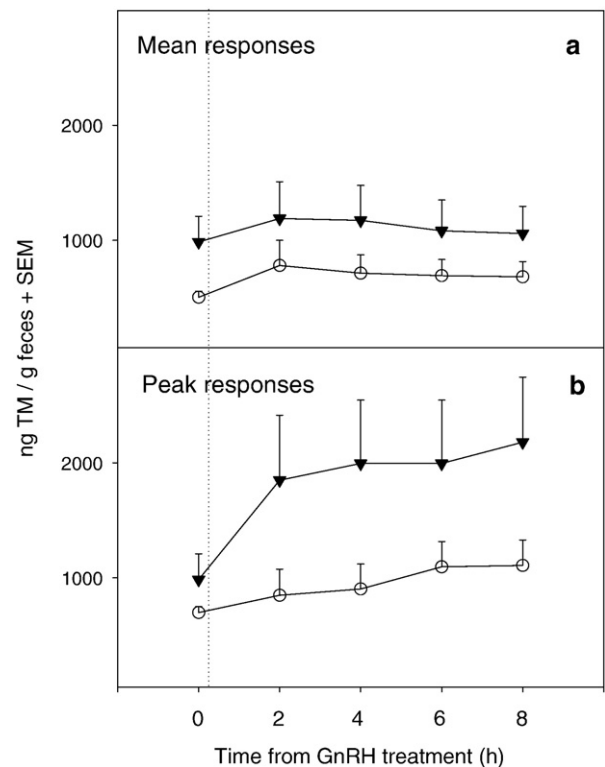 Mean responses
a
2000
1000
ng TM / g feces + SEM
Peak responses
b
2000
1000
0 2 4 6 8
Time from GnRH treatment (h)